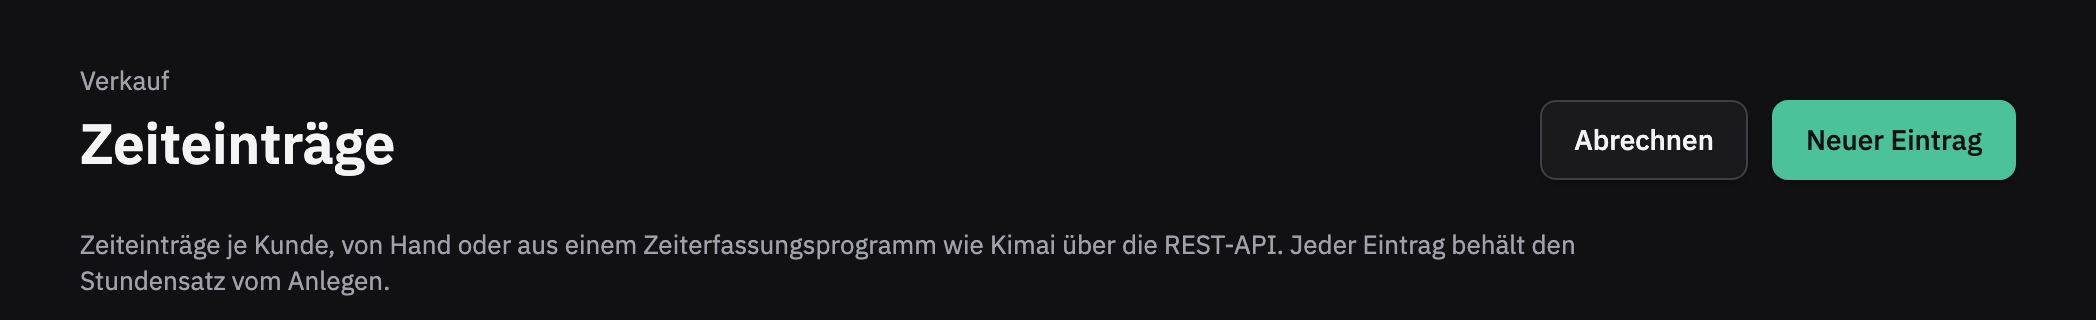 Verkauf
Zeiteinträge
Abrechnen
Neuer Eintrag
Zeiteinträge je Kunde, von Hand oder aus einem Zeiterfassungsprogramm wie Kimai über die REST-API. Jeder Eintrag behält den
Stundensatz vom Anlegen.